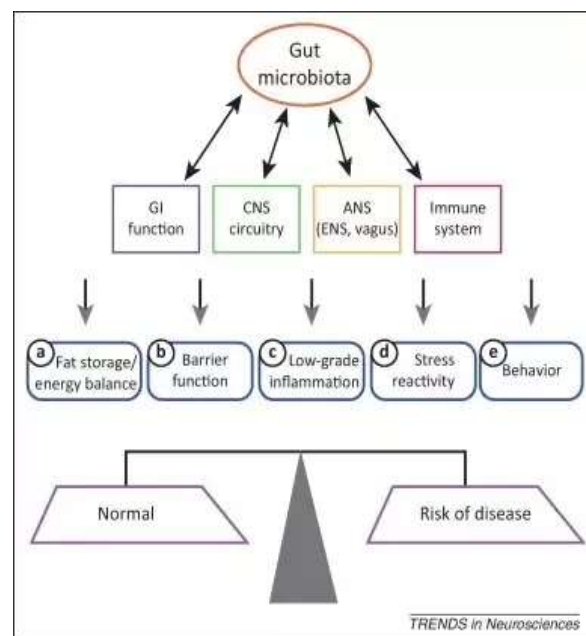 Gut
microbiota
GI
function
CNS
circuitry
ANS
(ENS, vagus)
Immune
system
a
Fat storage/
energy balance
b
Barrier
function
c
Low-grade
inflammation
d
Stress
reactivity
e
Behavior
Normal
Risk of disease
TRENDS in Neurosciences